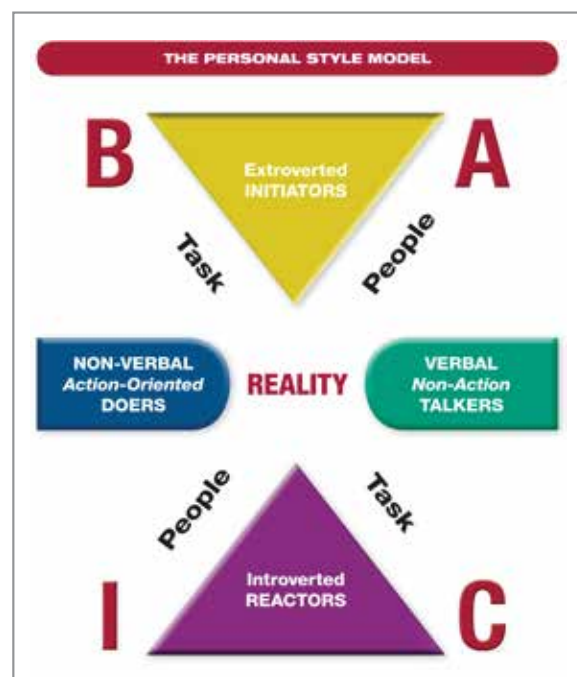 THE PERSONAL STYLE MODEL
B
A
Extroverted
INITIATORS
Task
People
NON-VERBAL
Action-Oriented
DOERS
REALITY
VERBAL
Non-Action
TALKERS
People
Task
Introverted
REACTORS
I
C